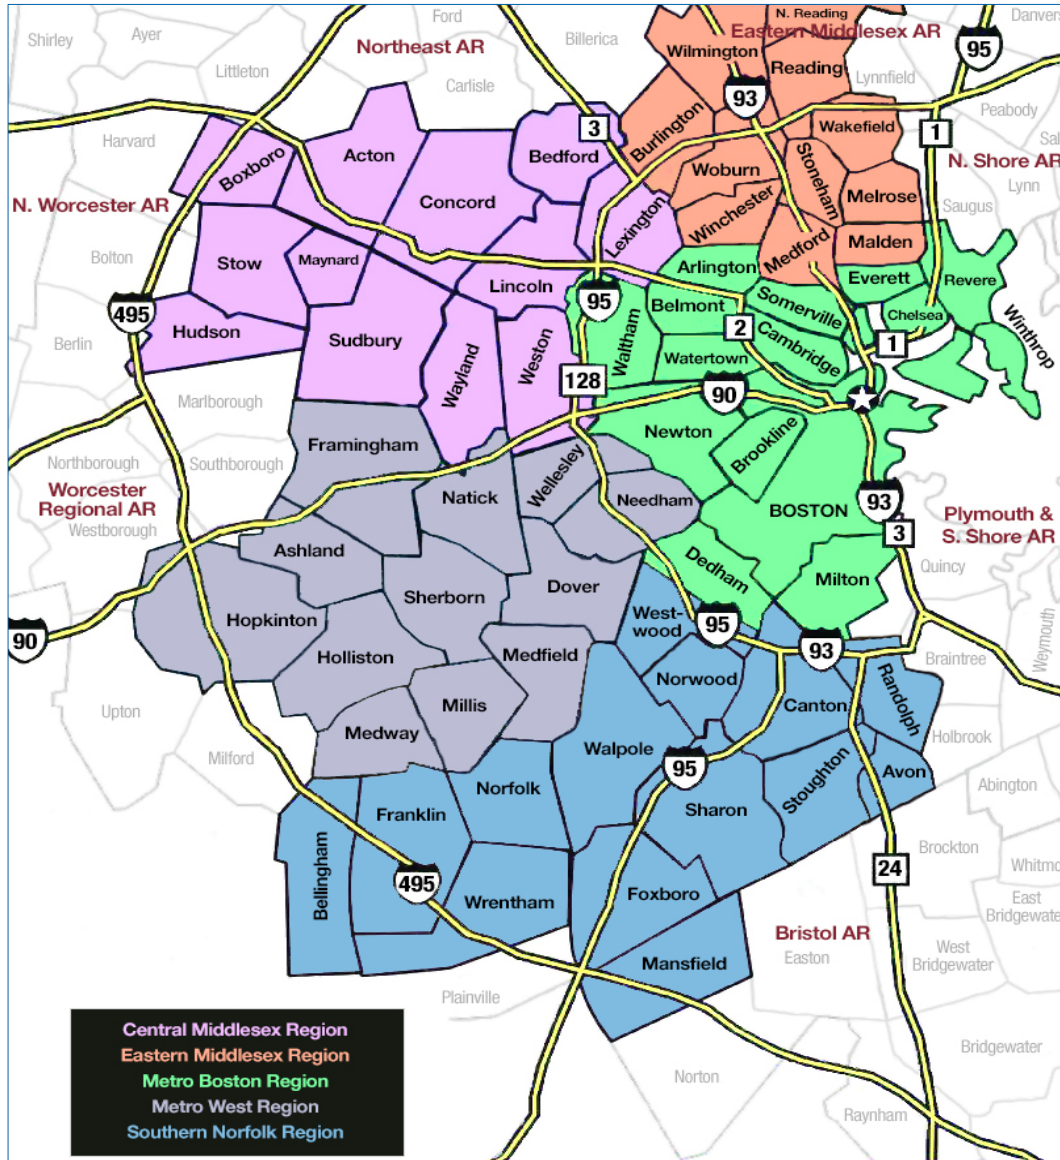 Ford
N. Reading
Danvers
Shirley
Ayer
Northeast AR
Billerica
Eastern Middlesex AR
95
Wilmington
Reading
Lynnfield
Littleton
Carlisle
93
Peabody
Harvard
3
Burlington
Wakefield
1
Acton
Bedford
Boxboro
Woburn
Stoneham
N. Shore AR
Concord
Lynn
N. Worcester AR
Winchester
Melrose
Saugus
Lexington
Medford
Malden
Bolton
Stow
Maynard
Arlington
Everett
Revere
Lincoln
95
Belmont
Somerville
Chelsea
Winthrop
495
Hudson
Sudbury
Weston
Waltham
2
Cambridge
1
Berlin
Wayland
Watertown
128
90
Marlborough
Framingham
Newton
Brookline
Northborough
Southborough
Worcester
Regional AR
Natick
Wellesley
Needham
BOSTON
93
Plymouth &
S. Shore AR
Westborough
3
Ashland
Dedham
Milton
Quincy
Sherborn
Dover
90
Hopkinton
West-
wood
95
93
Weymouth
Holliston
Medfield
Braintree
Norwood
Randolph
Upton
Millis
Canton
Medway
Walpole
Holbrook
Milford
95
Stoughton
Avon
Norfolk
Abington
Franklin
Sharon
Bellingham
Brockton
495
24
Wrentham
Foxboro
East
Bridgewater
Bristol AR
West
Bridgewater
Easton
Mansfield
Plainville
Central Middlesex Region
Eastern Middlesex Region
Metro Boston Region
Metro West Region
Southern Norfolk Region
Bridgewater
Norton
Raynham